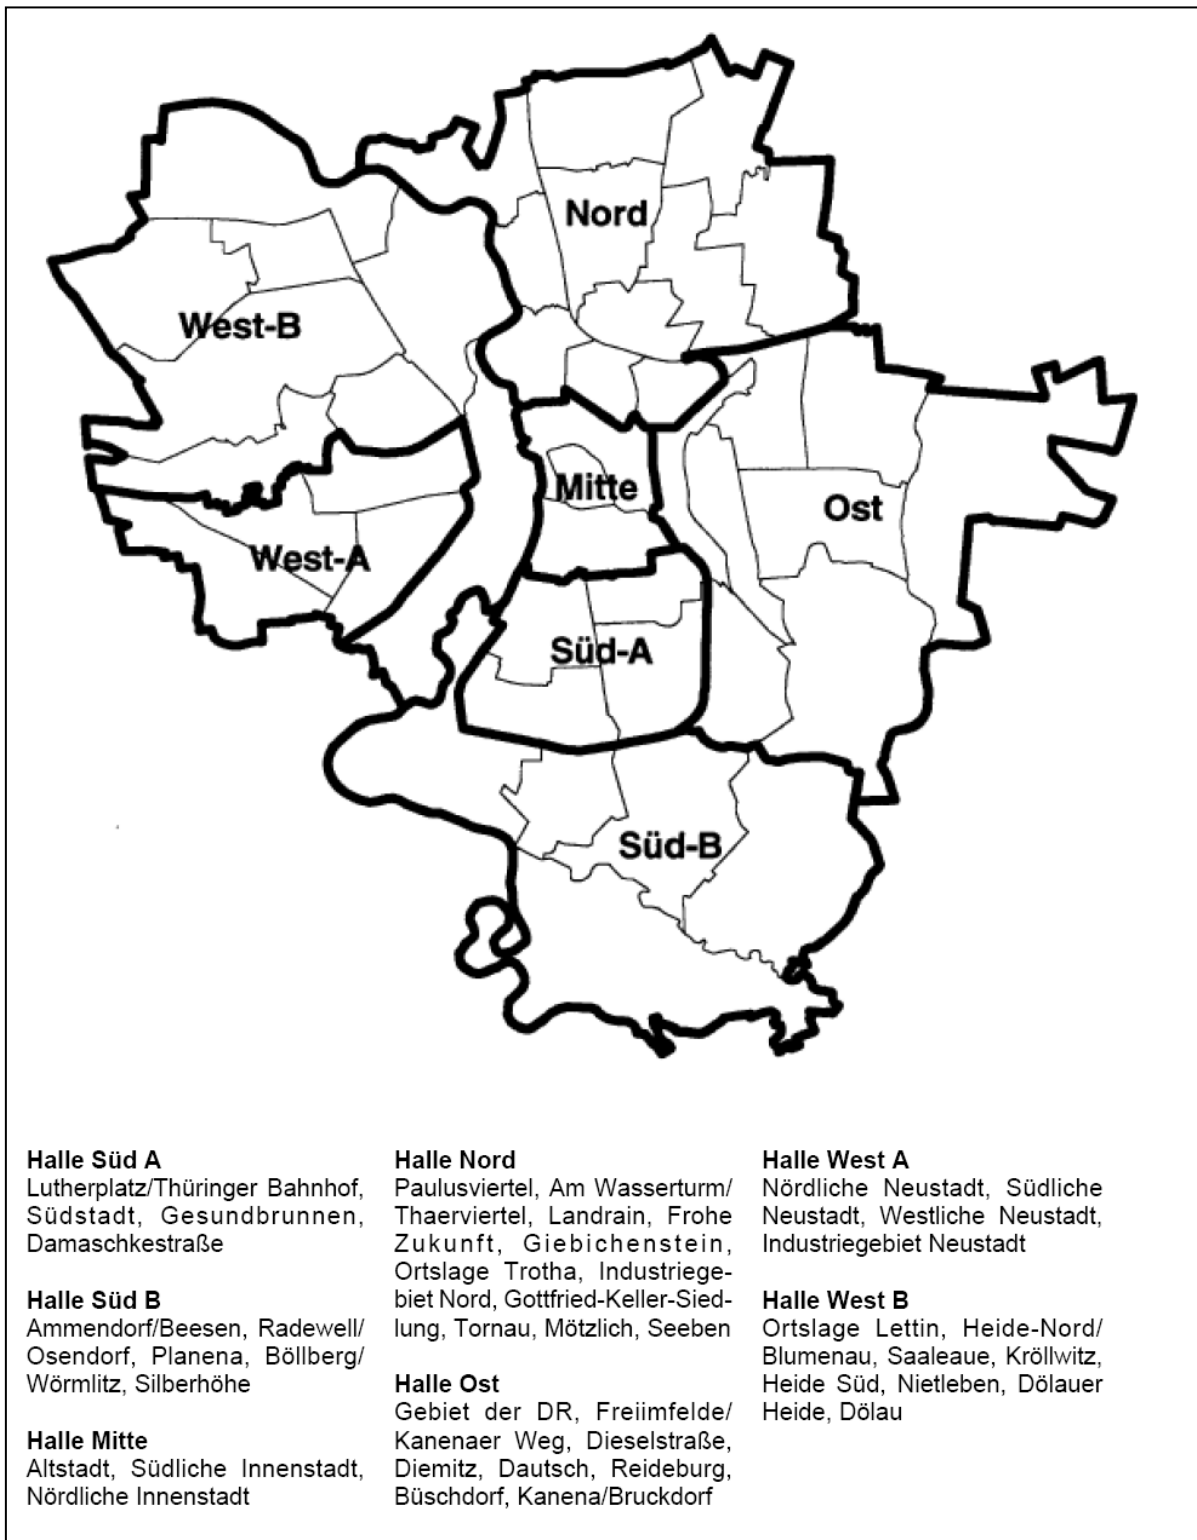 Nord
West-B
Mitte
Ost
West-A
Süd-A
Süd-B
Halle Süd A
Lutherplatz/Thüringer Bahnhof,
Südstadt, Gesundbrunnen,
Damaschkestraße
Halle Süd B
Ammendorf/Beesen, Radewell/
Osendorf, Planena, Böllberg/
Wörmlitz, Silberhöhe
Halle Mitte
Altstadt, Südliche Innenstadt,
Nördliche Innenstadt
Halle Nord
Paulusviertel, Am Wasserturm/
Thaerviertel, Landrain, Frohe
Zukunft, Giebichenstein,
Ortslage Trotha, Industriege-
biet Nord, Gottfried-Keller-Sied-
lung, Tornau, Mötzlich, Seeben
Halle Ost
Gebiet der DR, Freiimfelde/
Kanenaer Weg, Dieselstraße,
Diemitz, Dautsch, Reideburg,
Büschdorf, Kanena/Bruckdorf
Halle West A
Nördliche Neustadt, Südliche
Neustadt, Westliche Neustadt,
Industriegebiet Neustadt
Halle West B
Ortslage Lettin, Heide-Nord/
Blumenau, Saaleaue, Kröllwitz,
Heide Süd, Nietleben, Dölauer
Heide, Dölau